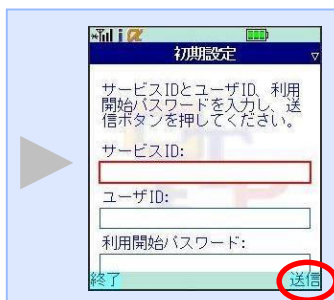 初期設定
サービスIDとユーザID、利用
開始パスワードを入力し、送
信ボタンを押してください。
サービスID:
ユーザID:
利用開始パスワード:
終了 送信